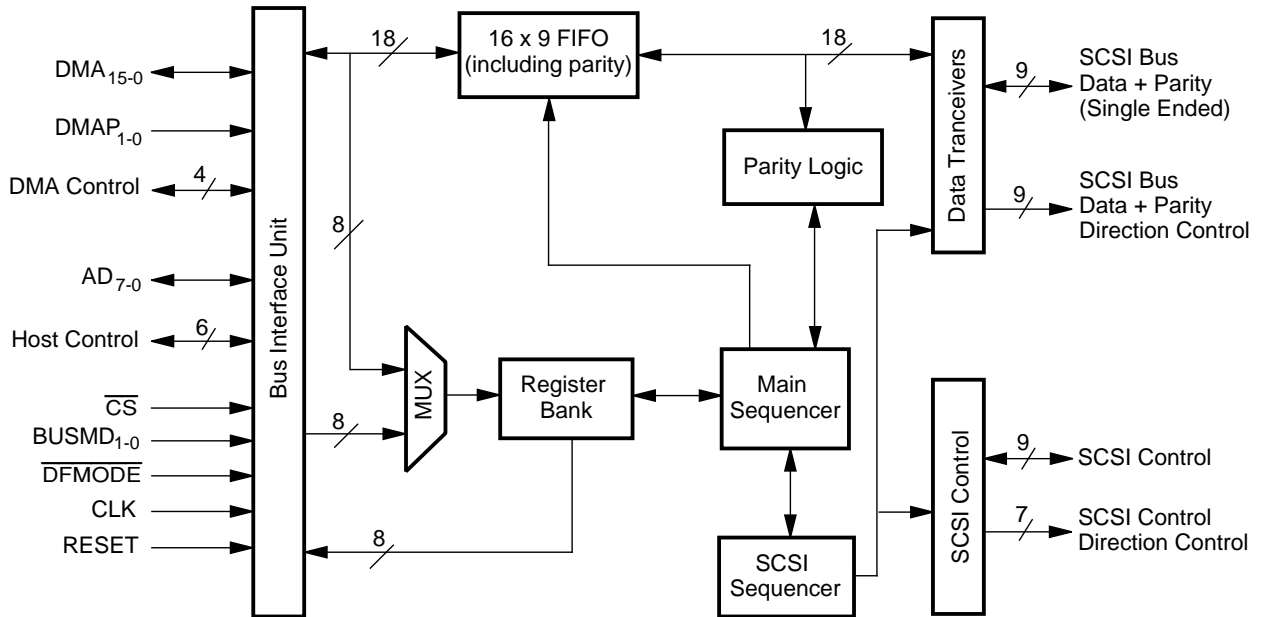 DMA15-0
DMAP1-0
DMA Control
4
AD7-0
Host Control
6
CS
BUSMD1-0
DFMODE
CLK
RESET
Bus Interface Unit
18
16 x 9 FIFO
(including parity)
18
8
8
8
MUX
Register
Bank
Parity Logic
Main
Sequencer
SCSI
Sequencer
Data Tranceivers
9
SCSI Bus
Data + Parity
(Single Ended)
9
SCSI Bus
Data + Parity
Direction Control
SCSI Control
9
SCSI Control
7
SCSI Control
Direction Control